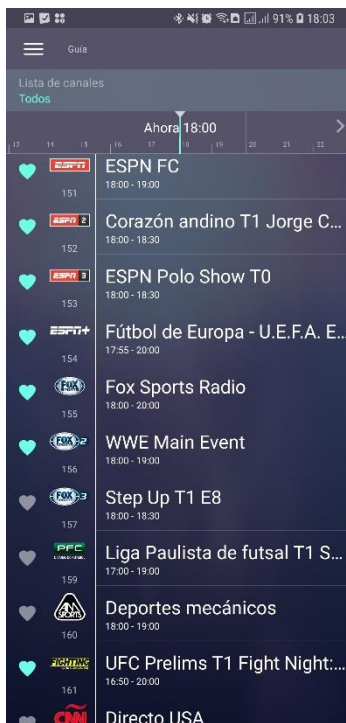 91% 18:03
Guía
Lista de canales
Todos
Ahora 18:00
13 14 15 16 17 18 19 20 21 22
ESPN
151
ESPN FC
18:00 - 19:00
ESPN 2
152
Corazón andino T1 Jorge C...
18:00 - 18:30
ESPN 3
153
ESPN Polo Show T0
18:00 - 18:30
ESPN+
154
Fútbol de Europa - U.E.F.A. E...
17:55 - 20:00
FOX
155
Fox Sports Radio
18:00 - 20:00
FOX 2
156
WWE Main Event
18:00 - 19:00
FOX 3
157
Step Up T1 E8
18:00 - 18:30
PFC
159
Liga Paulista de futsal T1 S...
17:00 - 19:00
SPORTS
160
Deportes mecánicos
18:00 - 19:00
FIGHTING
161
UFC Prelims T1 Fight Night:...
16:50 - 20:00
CNN
Directo USA